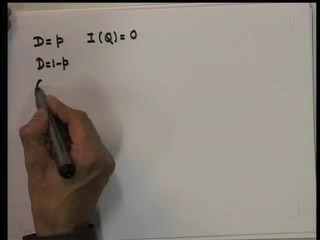 D = p I (Q) = 0
D = 1 - p